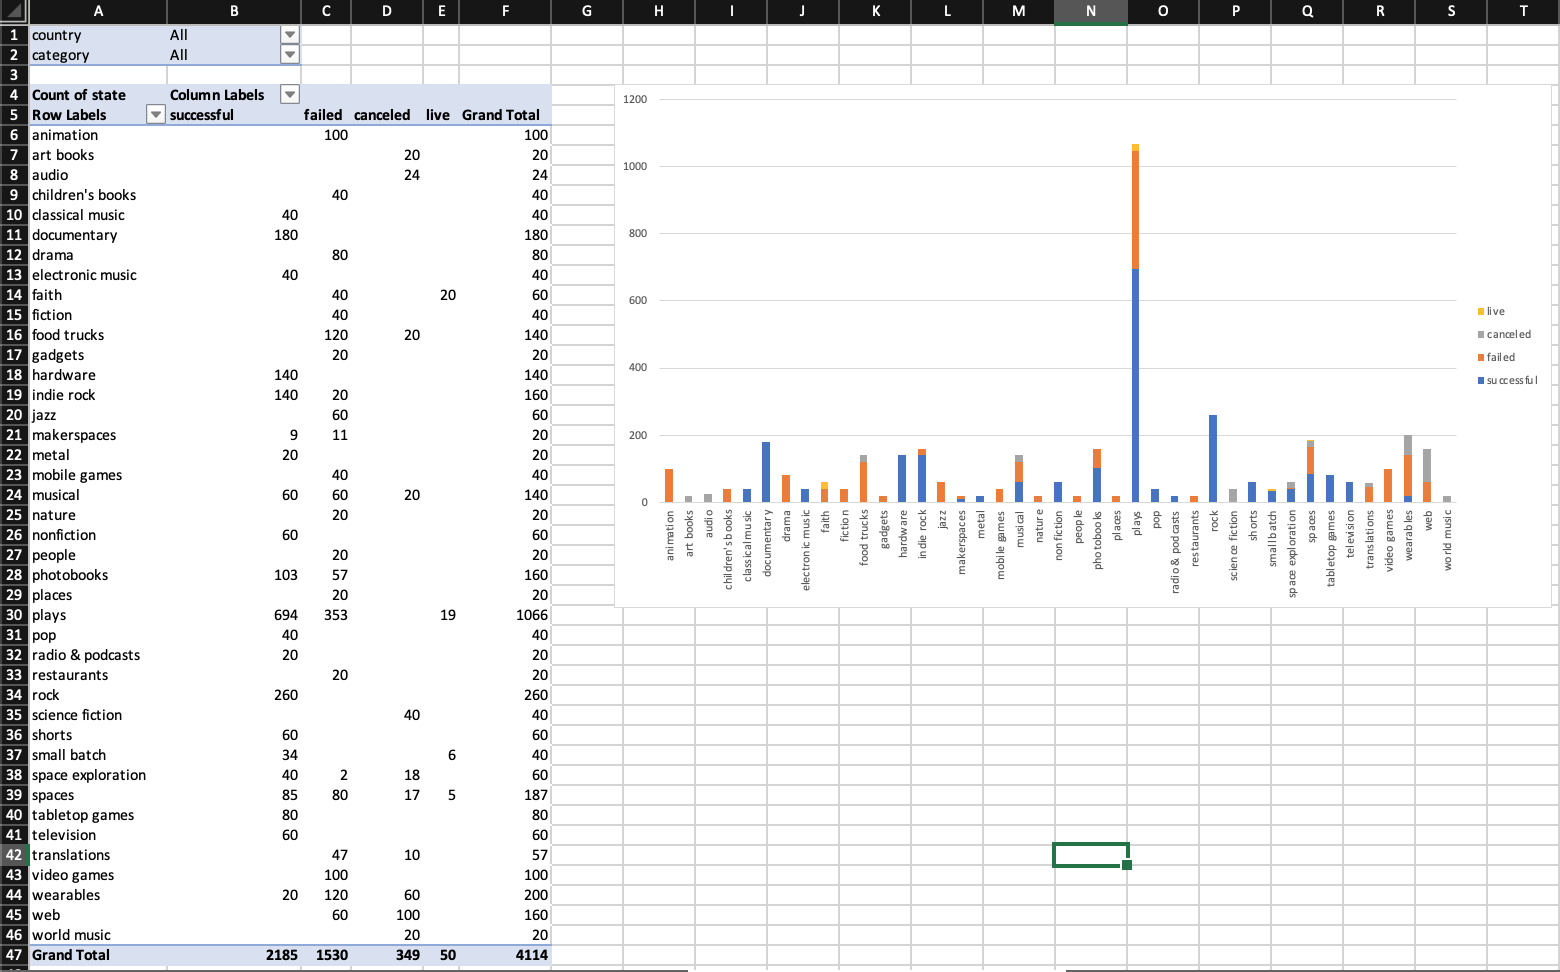 A B C D E F G H I J K L M N O P Q R S T
1 country All
2 category All
3
4 Count of state Column Labels
5 Row Labels successful failed canceled live Grand Total
6 animation 100 100
7 art books 20 20
8 audio 24 24
9 children's books 40 40
10 classical music 40 40
11 documentary 180 180
12 drama 80 80
13 electronic music 40 40
14 faith 40 20 60
15 fiction 40 40
16 food trucks 120 20 140
17 gadgets 20 20
18 hardware 140 140
19 indie rock 140 20 160
20 jazz 60 60
21 makerspaces 9 11 20
22 metal 20 20
23 mobile games 40 40
24 musical 60 60 20 140
25 nature 20 20
26 nonfiction 60 60
27 people 20 20
28 photobooks 103 57 160
29 places 20 20
30 plays 694 353 19 1066
31 pop 40 40
32 radio & podcasts 20 20
33 restaurants 20 20
34 rock 260 260
35 science fiction 40 40
36 shorts 60 60
37 small batch 34 6 40
38 space exploration 40 2 18 60
39 spaces 85 80 17 5 187
40 tabletop games 80 80
41 television 60 60
42 translations 47 10 57
43 video games 100 100
44 wearables 20 120 60 200
45 web 60 100 160
46 world music 20 20
47 Grand Total 2185 1530 349 50 4114
1200
1000
800
600
400
200
0
animation
art books
audio
children's books
classical music
documentary
drama
electronic music
faith
fiction
food trucks
gadgets
hardware
indie rock
jazz
makerspaces
metal
mobile games
musical
nature
nonfiction
people
photobooks
places
plays
pop
radio & podcasts
restaurants
rock
science fiction
shorts
small batch
space exploration
spaces
tabletop games
television
translations
video games
wearables
web
world music
live
canceled
failed
successful